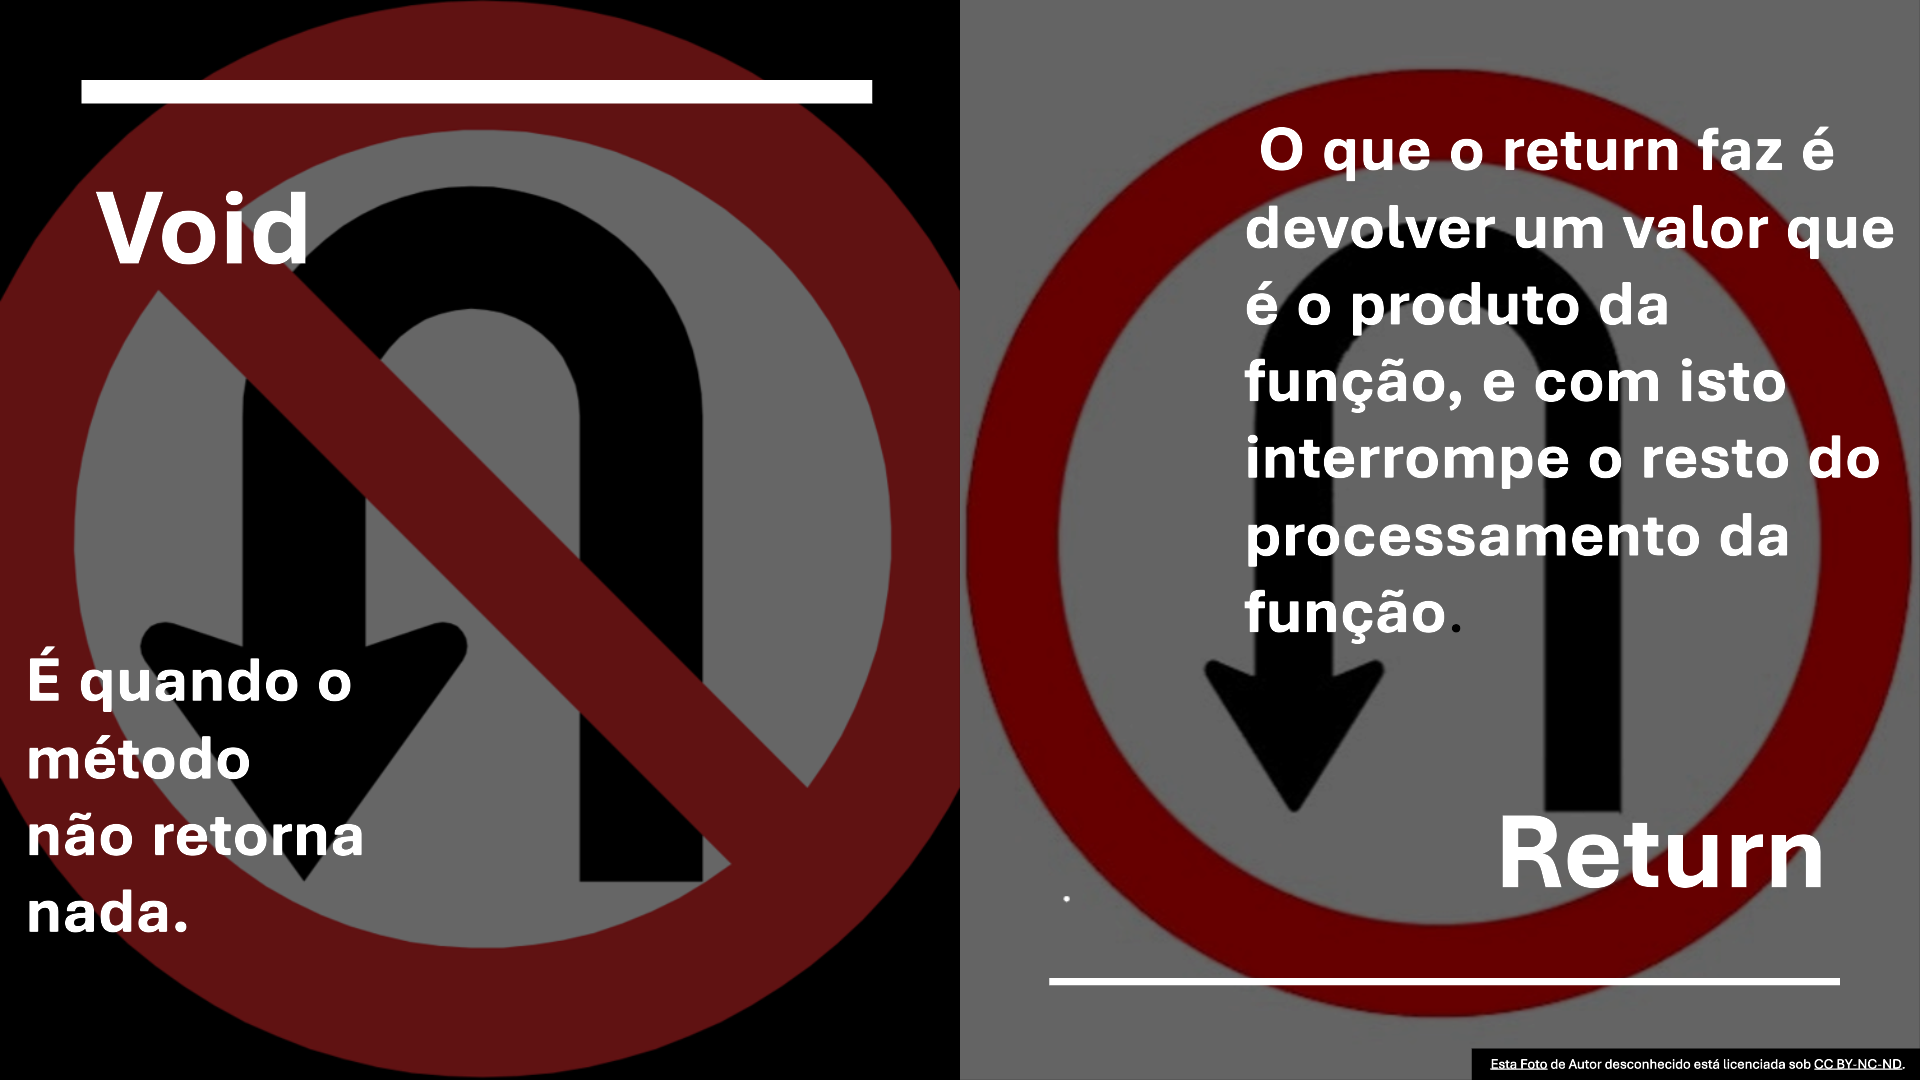 Void
É quando o
método
não retorna
nada.
O que o return faz é
devolver um valor que
é o produto da
função, e com isto
interrompe o resto do
processamento da
função.
Return
Esta Foto de Autor desconhecido está licenciada sob CC BY-NC-ND.